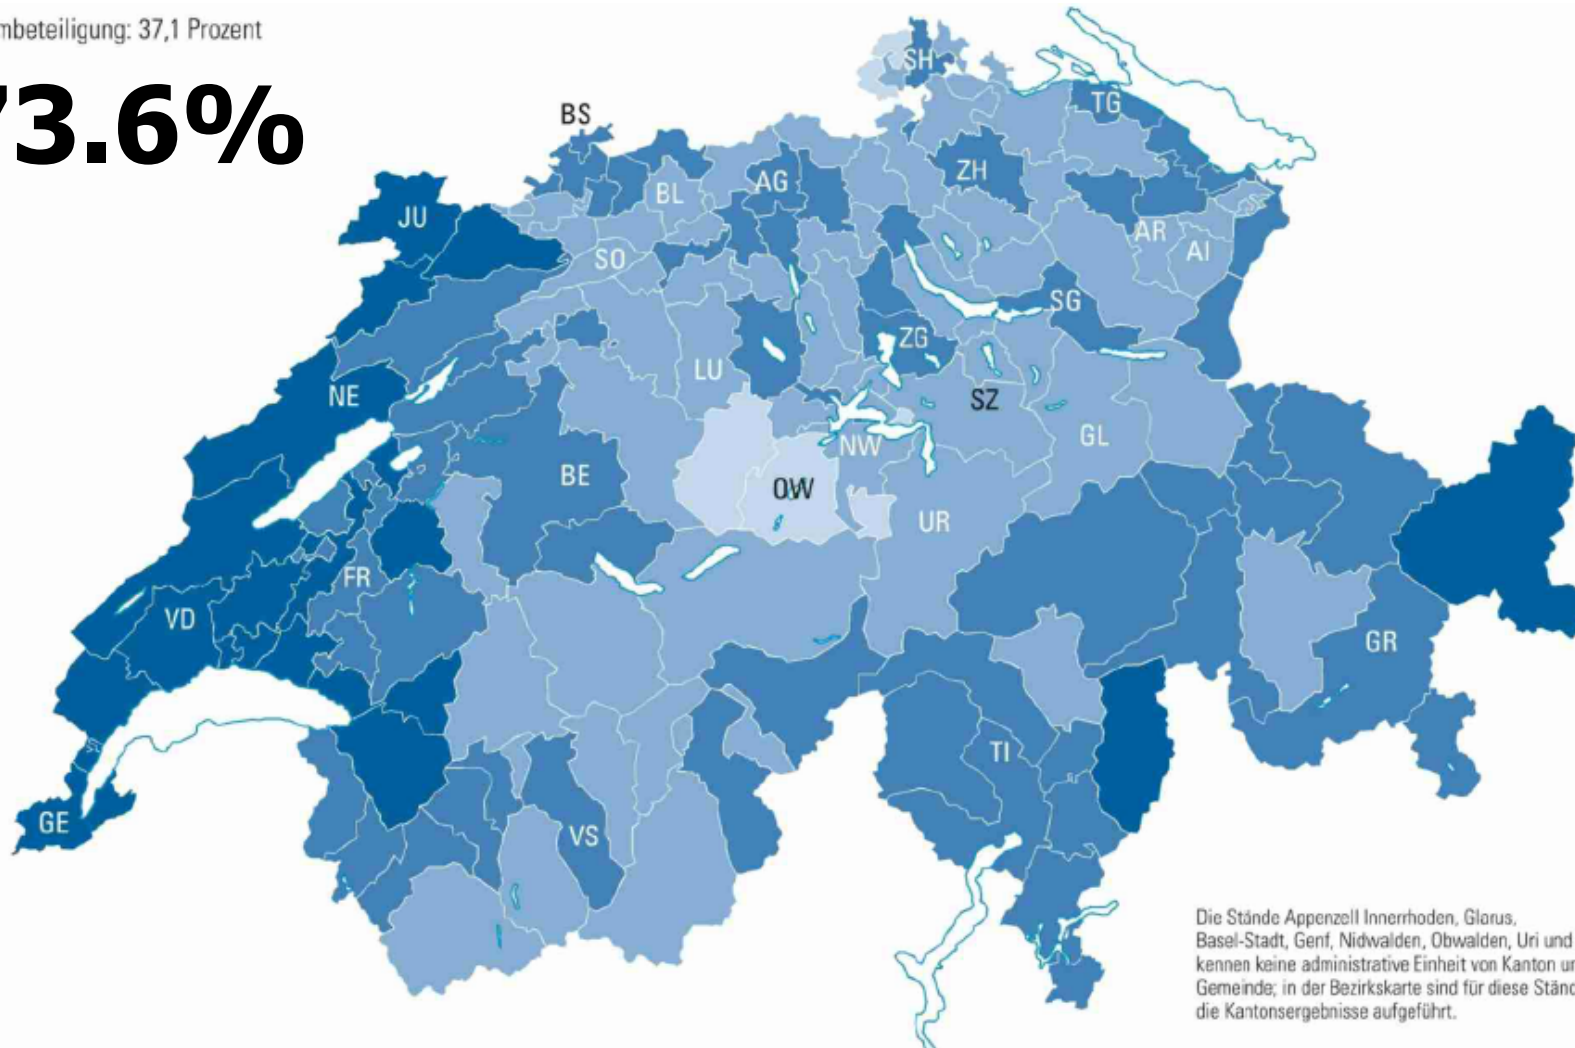 mbeteiligung: 37,1 Prozent
73.6%
BS
SH
TG
ZH
AG
BL
JU
SO
AR
AI
SG
ZG
LU
NE
SZ
GL
NW
BE
OW
UR
FR
VD
GR
TI
GE
VS
Die Stände Appenzell Innerrhoden, Glarus,
Basel-Stadt, Genf, Nidwalden, Obwalden, Uri und
kennen keine administrative Einheit von Kanton un
Gemeinde; in der Bezirkskarte sind für diese Ständ
die Kantonsergebnisse aufgeführt.